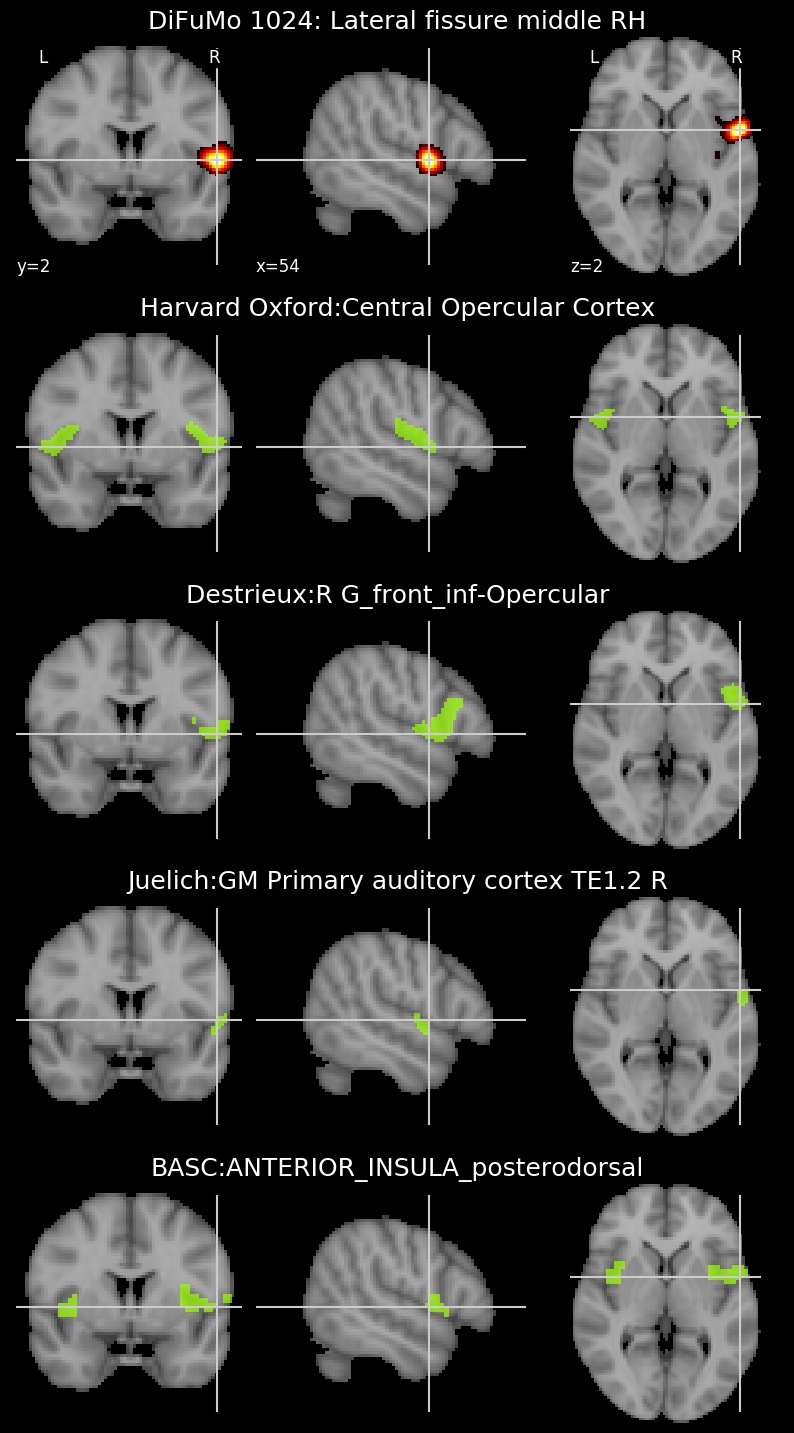 DiFuMo 1024: Lateral fissure middle RH
L R L R
y=2 x=54 z=2
Harvard Oxford:Central Opercular Cortex
Destrieux:R G_front_inf-Opercular
Juelich:GM Primary auditory cortex TE1.2 R
BASC:ANTERIOR_INSULA_posterodorsal